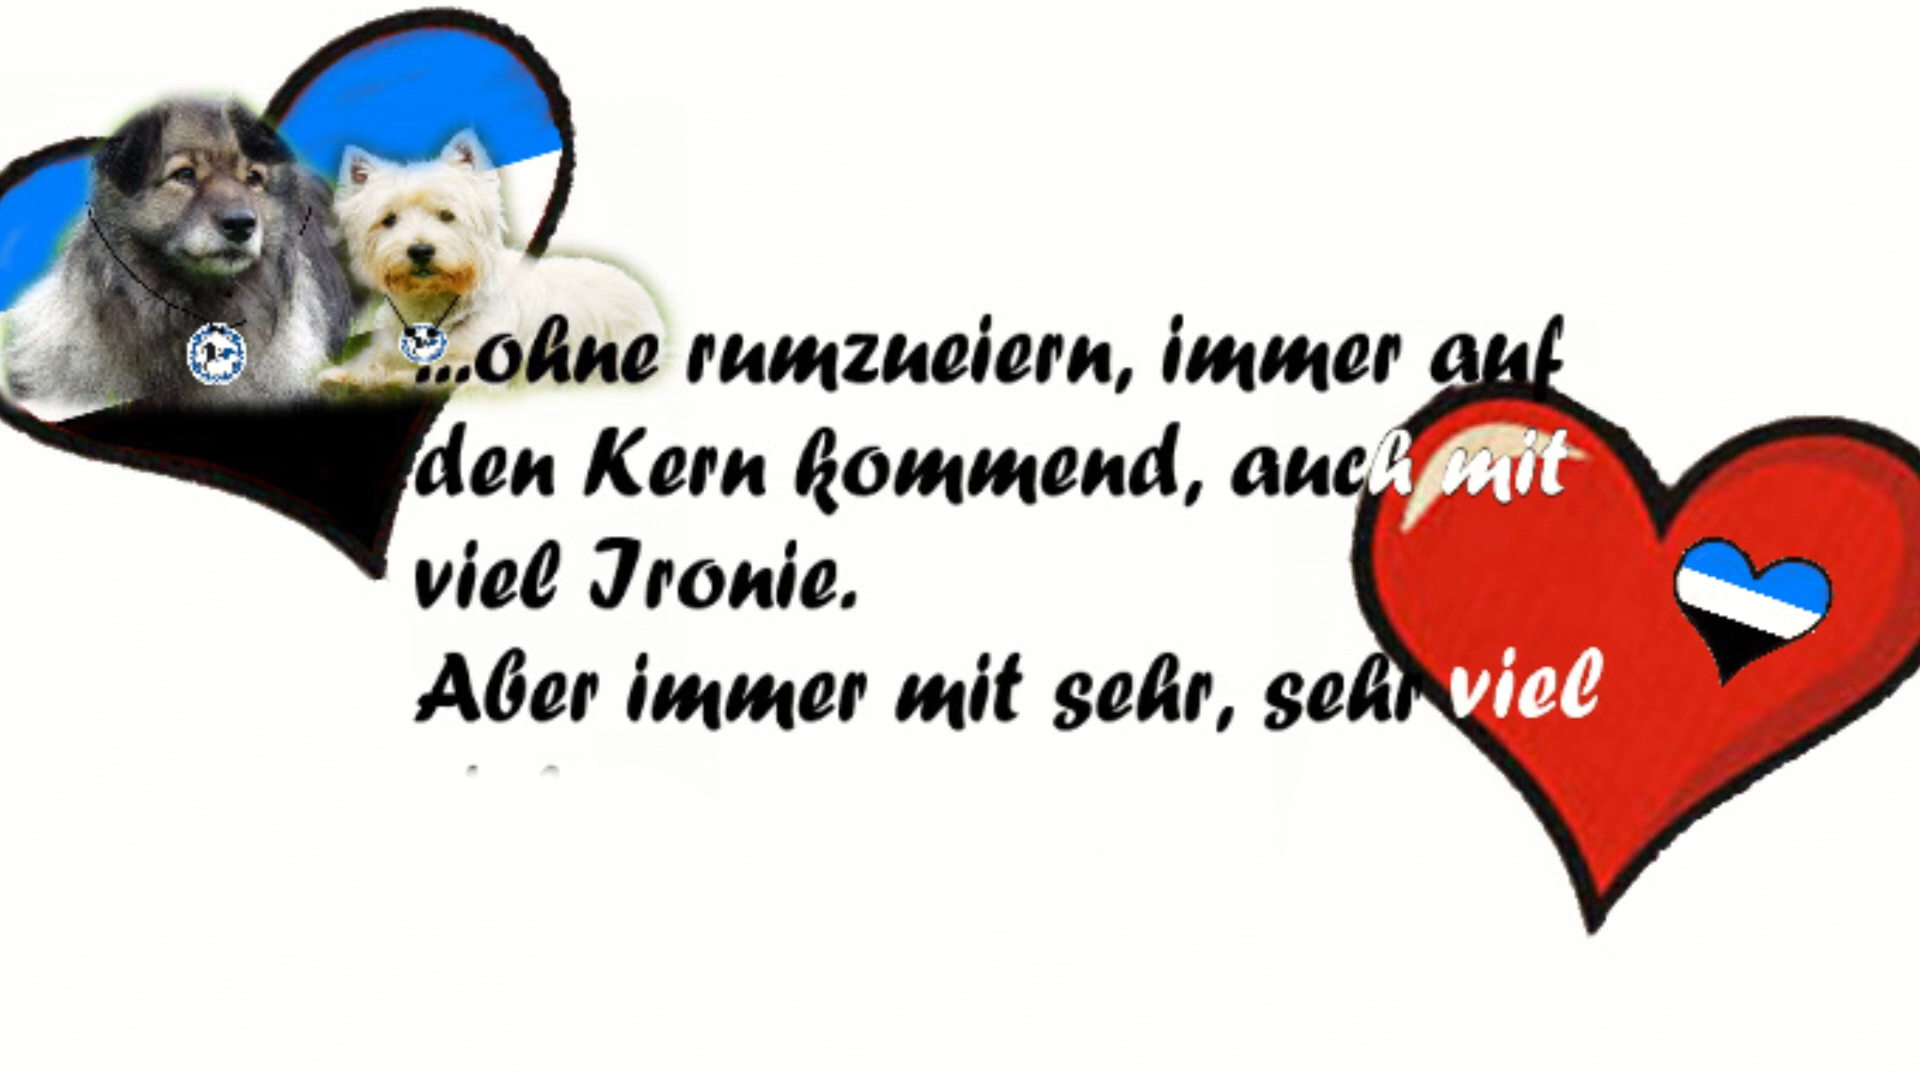 ...ohne rumzueiern, immer auf
den Kern kommend, auch mit
viel Ironie.
Aber immer mit sehr, sehr viel